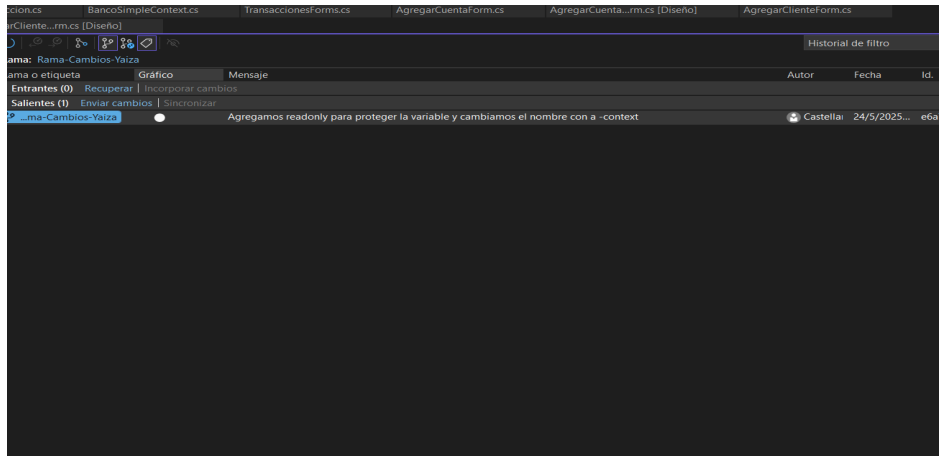 ccion.cs BancoSimpleContext.cs TransaccionesForms.cs AgregarCuentaForm.cs AgregarCuenta...rm.cs [Diseño] AgregarClienteForm.cs
arCliente...rm.cs [Diseño]
Historial de filtro
ama: Rama-Cambios-Yaiza
ama o etiqueta Gráfico Mensaje Autor Fecha Id.
Entrantes (0) Recuperar | Incorporar cambios
Salientes (1) Enviar cambios | Sincronizar
...ma-Cambios-Yaiza Agregamos readonly para proteger la variable y cambiamos el nombre con a -context Castella 24/5/2025... e6a